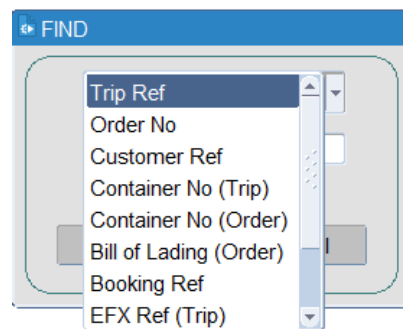 FIND
Trip Ref
Order No
Customer Ref
Container No (Trip)
Container No (Order)
Bill of Lading (Order)
Booking Ref
EFX Ref (Trip)